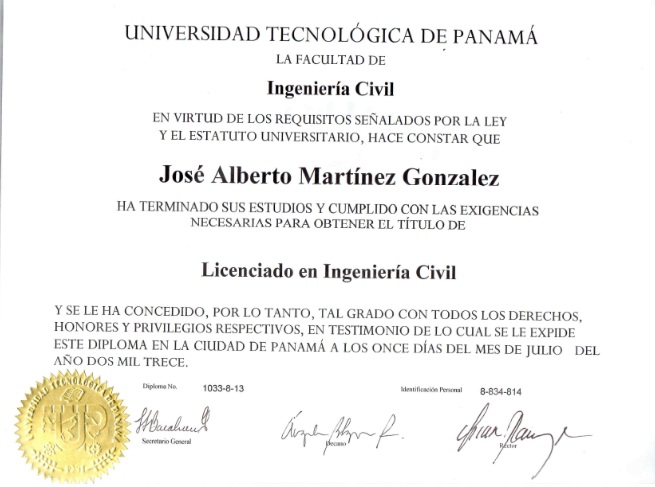 UNIVERSIDAD TECNOLÓGICA DE PANAMÁ
LA FACULTAD DE
Ingeniería Civil
EN VIRTUD DE LOS REQUISITOS SEÑALADOS POR LA LEY
Y EL ESTATUTO UNIVERSITARIO, HACE CONSTAR QUE
José Alberto Martínez Gonzalez
HA TERMINADO SUS ESTUDIOS Y CUMPLIDO CON LAS EXIGENCIAS
NECESARIAS PARA OBTENER EL TÍTULO DE
Licenciado en Ingeniería Civil
Y SE LE HA CONCEDIDO, POR LO TANTO, TAL GRADO CON TODOS LOS DERECHOS,
HONORES Y PRIVILEGIOS RESPECTIVOS, EN TESTIMONIO DE LO CUAL SE LE EXPIDE
ESTE DIPLOMA EN LA CIUDAD DE PANAMÁ A LOS ONCE DÍAS DEL MES DE JULIO DEL
AÑO DOS MIL TRECE.
Diploma No. 1033-8-13 Identificación Personal 8-834-814
Secretario General Decano Rector